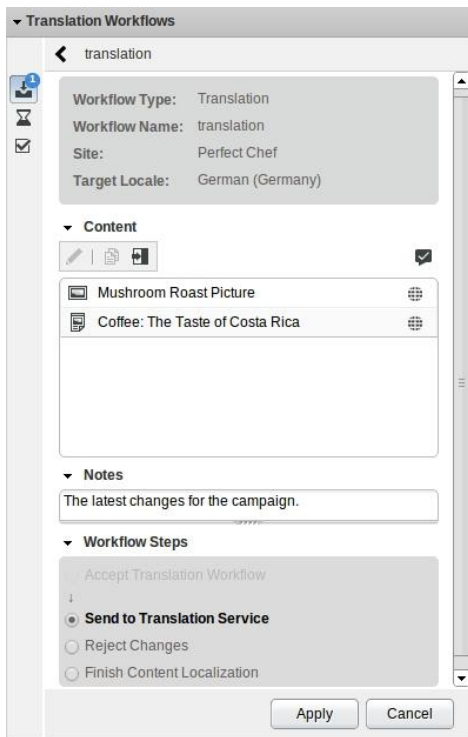 Translation Workflows
translation
1
Workflow Type: Translation
Workflow Name: translation
Site: Perfect Chef
Target Locale: German (Germany)
Content
Mushroom Roast Picture
Coffee: The Taste of Costa Rica
Notes
The latest changes for the campaign.
Workflow Steps
Accept Translation Workflow
Send to Translation Service
Reject Changes
Finish Content Localization
Apply Cancel